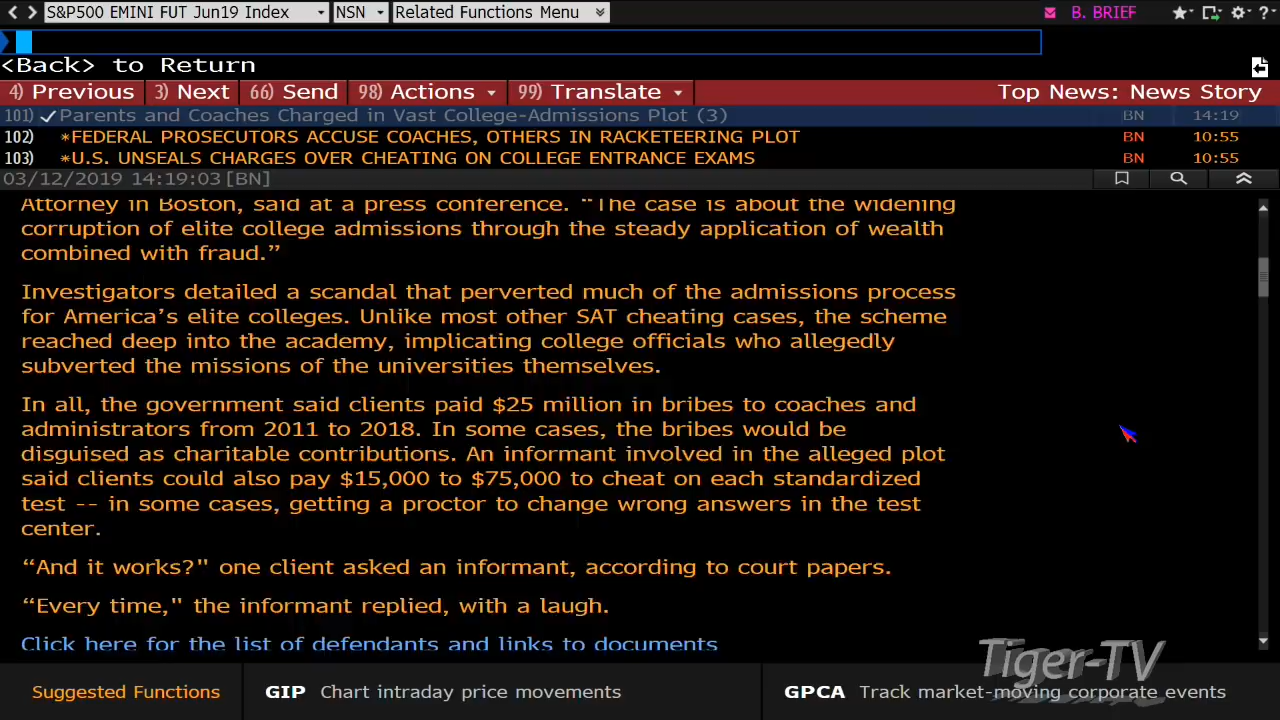 S&P500 EMINI FUT Jun19 Index NSN Related Functions Menu B. BRIEF
<Back> to Return
4) Previous 3) Next 66) Send 98) Actions 99) Translate Top News: News Story
101) ✓Parents and Coaches Charged in Vast College-Admissions Plot (3) BN 14:19
102) *FEDERAL PROSECUTORS ACCUSE COACHES, OTHERS IN RACKETEERING PLOT BN 10:55
103) *U.S. UNSEALS CHARGES OVER CHEATING ON COLLEGE ENTRANCE EXAMS BN 10:55
03/12/2019 14:19:03 [BN]
Attorney in Boston, said at a press conference. "The case is about the widening
corruption of elite college admissions through the steady application of wealth
combined with fraud.”
Investigators detailed a scandal that perverted much of the admissions process
for America’s elite colleges. Unlike most other SAT cheating cases, the scheme
reached deep into the academy, implicating college officials who allegedly
subverted the missions of the universities themselves.
In all, the government said clients paid $25 million in bribes to coaches and
administrators from 2011 to 2018. In some cases, the bribes would be
disguised as charitable contributions. An informant involved in the alleged plot
said clients could also pay $15,000 to $75,000 to cheat on each standardized
test -- in some cases, getting a proctor to change wrong answers in the test
center.
“And it works?" one client asked an informant, according to court papers.
“Every time," the informant replied, with a laugh.
Click here for the list of defendants and links to documents
Tiger-TV
Suggested Functions GIP Chart intraday price movements GPCA Track market-moving corporate events